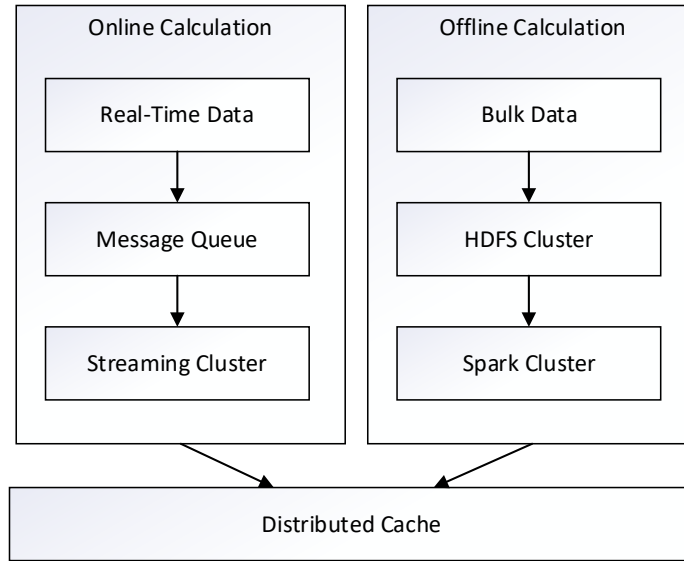 Online Calculation
Real-Time Data
Message Queue
Streaming Cluster
Offline Calculation
Bulk Data
HDFS Cluster
Spark Cluster
Distributed Cache